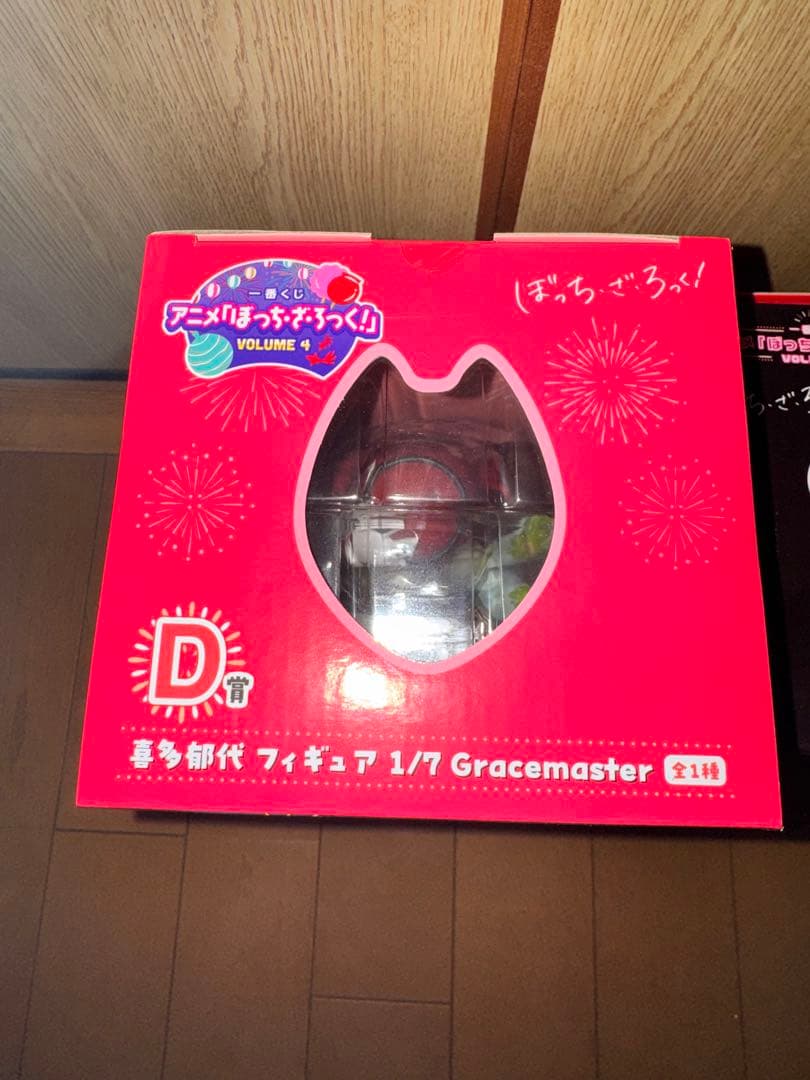 一番くじ
アニメ「ぼっち・ざ・ろっく!」
VOLUME 4
ぼっち・ざ・ろっく!
D賞
喜多郁代 フィギュア 1/7 Gracemaster 全1種